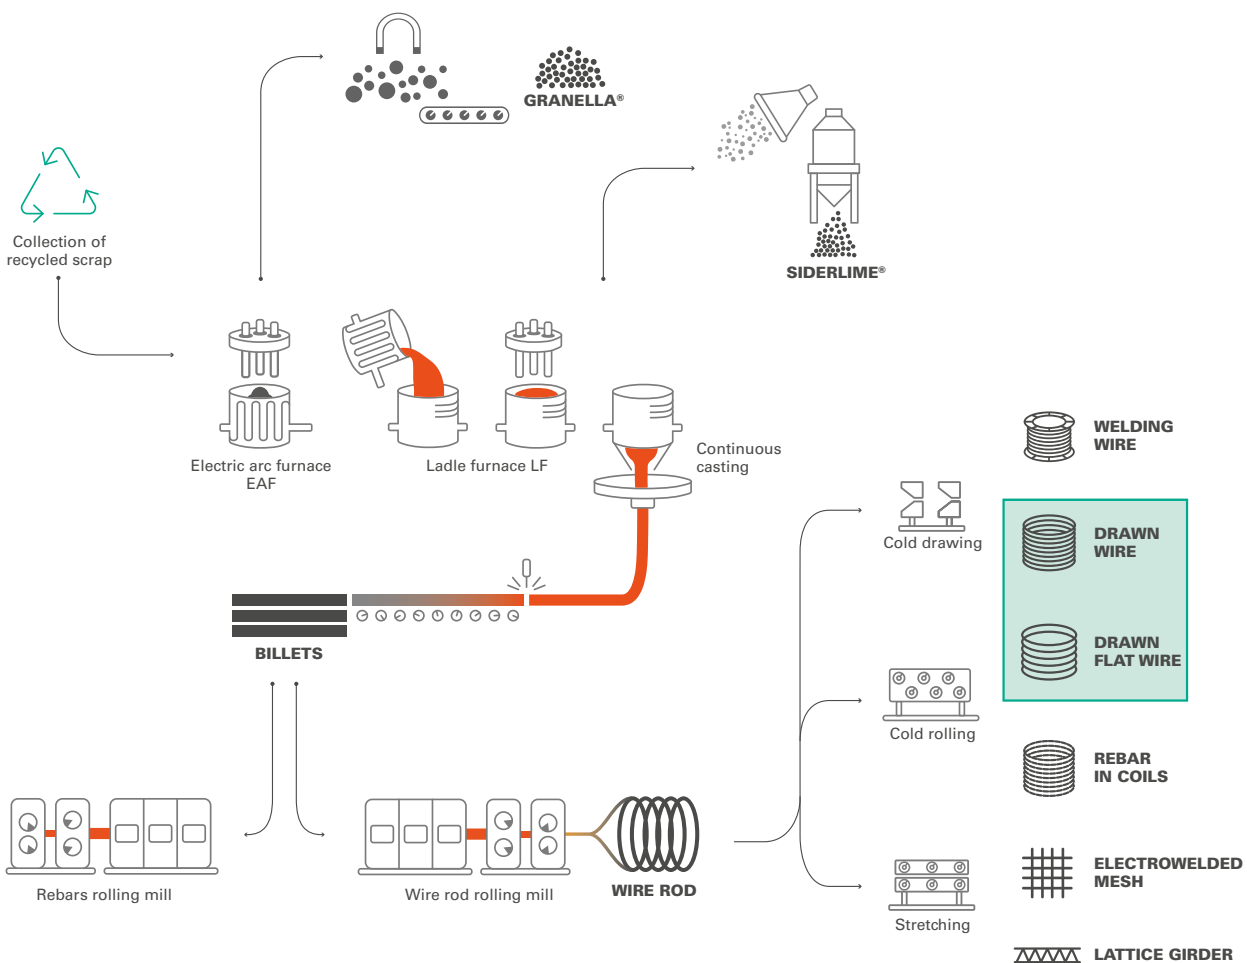 GRANELLA®
SIDERLIME®
Collection of
recycled scrap
Electric arc furnace
EAF
Ladle furnace LF
Continuous
casting
BILLETS
Rebars rolling mill
Wire rod rolling mill
WIRE ROD
Cold drawing
Cold rolling
Stretching
WELDING
WIRE
DRAWN
WIRE
DRAWN
FLAT WIRE
REBAR
IN COILS
ELECTROWELDED
MESH
LATTICE GIRDER